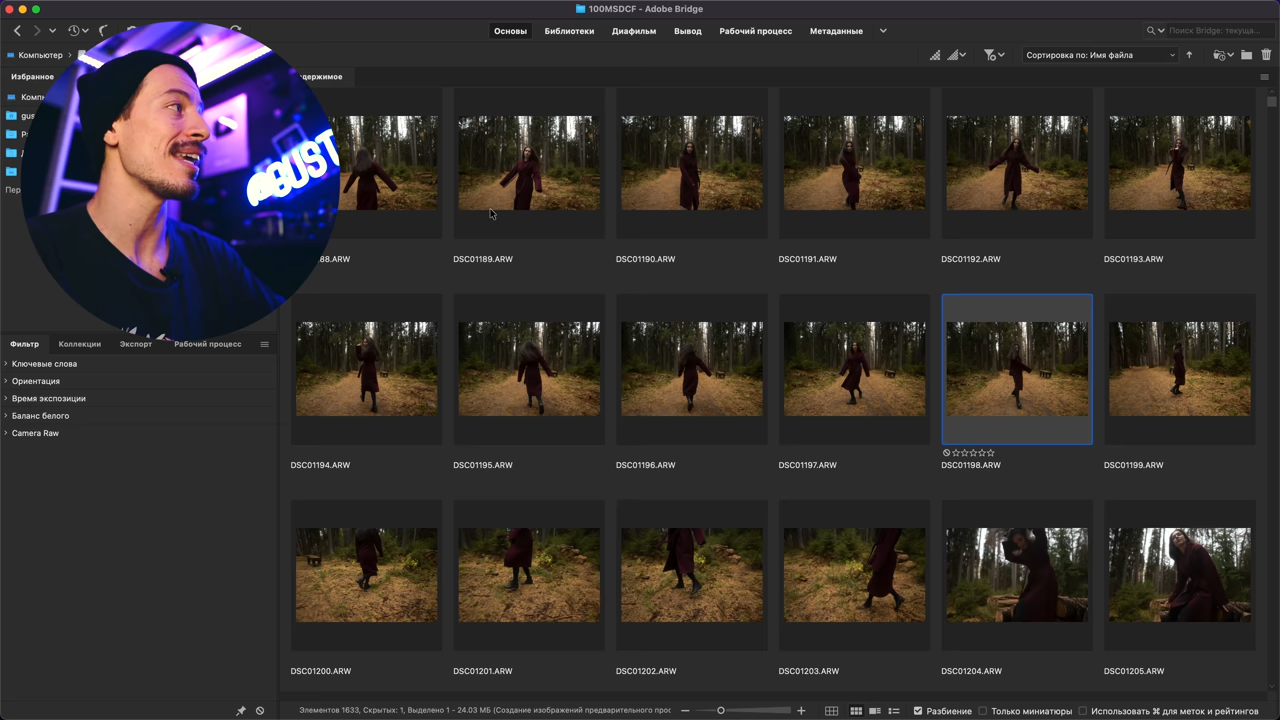 100MSDCF - Adobe Bridge
Основы
Библиотеки
Диафильм
Вывод
Рабочий процесс
Метаданные
Поиск Bridge: текуща...
Компьютер
Сортировка по: Имя файла
Избранное
@GUST
Фильтр
Коллекции
Экспорт
Рабочий процесс
Ключевые слова
Ориентация
Время экспозиции
Баланс белого
Camera Raw
DSC01189.ARW
DSC01190.ARW
DSC01191.ARW
DSC01192.ARW
DSC01193.ARW
DSC01194.ARW
DSC01195.ARW
DSC01196.ARW
DSC01197.ARW
DSC01198.ARW
DSC01199.ARW
DSC01200.ARW
DSC01201.ARW
DSC01202.ARW
DSC01203.ARW
DSC01204.ARW
DSC01205.ARW
Элементов 1633, Скрытых: 1, Выделено 1 - 24.03 МБ (Создание изображений предварительного прос
Разбиение
Только миниатюры
Использовать ⌘ для меток и рейтингов